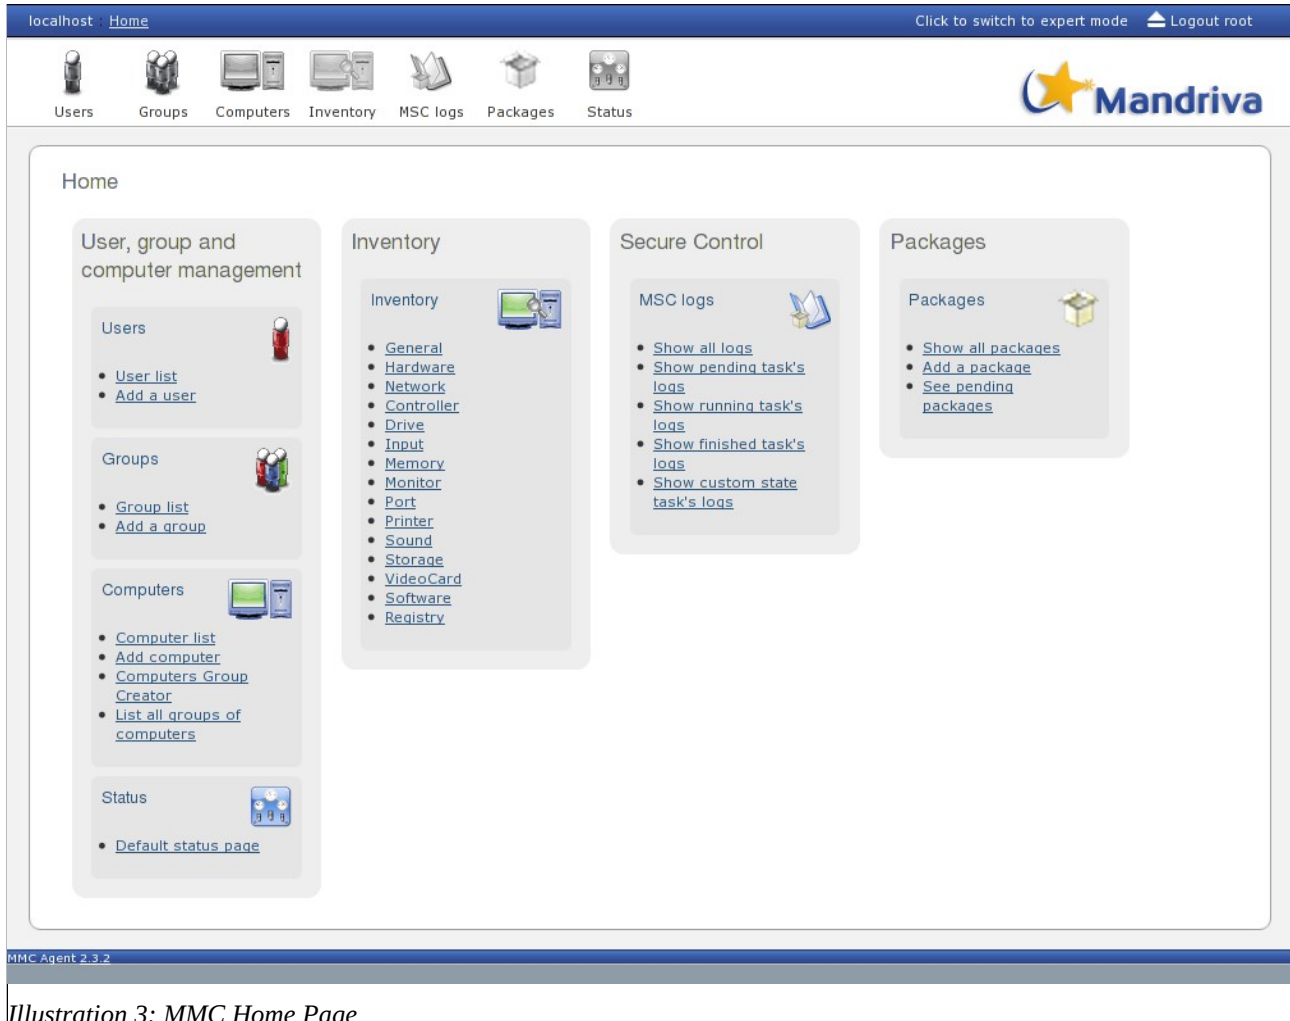 localhost : Home
Click to switch to expert mode Logout root
Users Groups Computers Inventory MSC logs Packages Status
Mandriva
Home
User, group and
computer management
Users
User list
Add a user
Groups
Group list
Add a group
Computers
Computer list
Add computer
Computers Group
Creator
List all groups of
computers
Status
Default status page
Inventory
Inventory
General
Hardware
Network
Controller
Drive
Input
Memory
Monitor
Port
Printer
Sound
Storage
VideoCard
Software
Registry
Secure Control
MSC logs
Show all logs
Show pending task's
logs
Show running task's
logs
Show finished task's
logs
Show custom state
task's logs
Packages
Packages
Show all packages
Add a package
See pending
packages
MMC Agent 2.3.2
Illustration 3: MMC Home Page